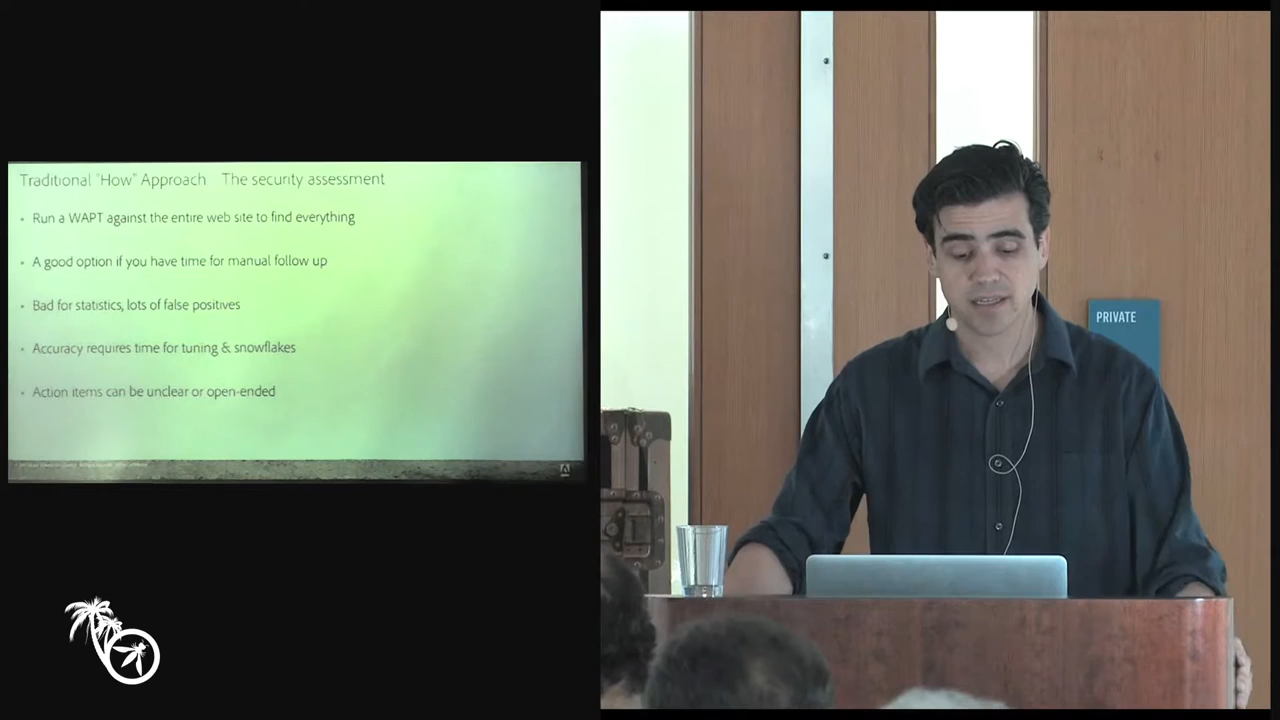 Traditional "How" Approach   The security assessment
Run a WAPT against the entire web site to find everything
A good option if you have time for manual follow up
Bad for statistics, lots of false positives
Accuracy requires time for tuning & snowflakes
Action items can be unclear or open-ended
PRIVATE